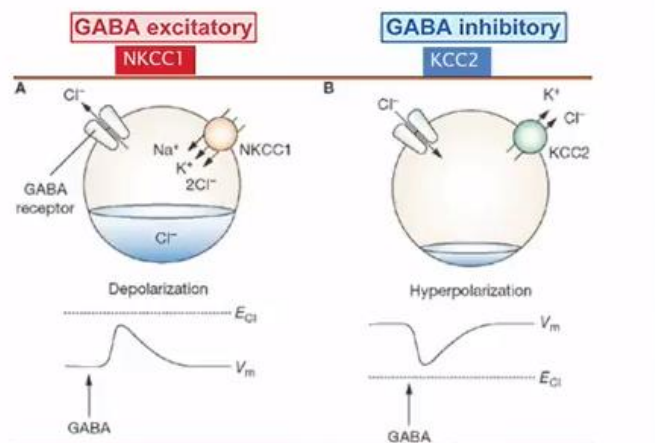 GABA excitatory
NKCC1
GABA inhibitory
KCC2
A
Cl⁻
Na⁺
K⁺
2Cl⁻
NKCC1
GABA
receptor
Cl⁻
Depolarization
E_Cl
V_m
GABA
B
Cl⁻
K⁺
Cl⁻
KCC2
Hyperpolarization
V_m
E_Cl
GABA